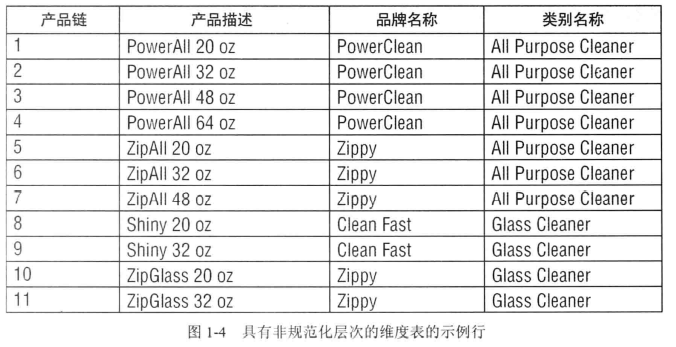 产品链 产品描述 品牌名称 类别名称
1 PowerAll 20 oz PowerClean All Purpose Cleaner
2 PowerAll 32 oz PowerClean All Purpose Cleaner
3 PowerAll 48 oz PowerClean All Purpose Cleaner
4 PowerAll 64 oz PowerClean All Purpose Cleaner
5 ZipAll 20 oz Zippy All Purpose Cleaner
6 ZipAll 32 oz Zippy All Purpose Cleaner
7 ZipAll 48 oz Zippy All Purpose Cleaner
8 Shiny 20 oz Clean Fast Glass Cleaner
9 Shiny 32 oz Clean Fast Glass Cleaner
10 ZipGlass 20 oz Zippy Glass Cleaner
11 ZipGlass 32 oz Zippy Glass Cleaner
图 1-4 具有非规范化层次的维度表的示例行